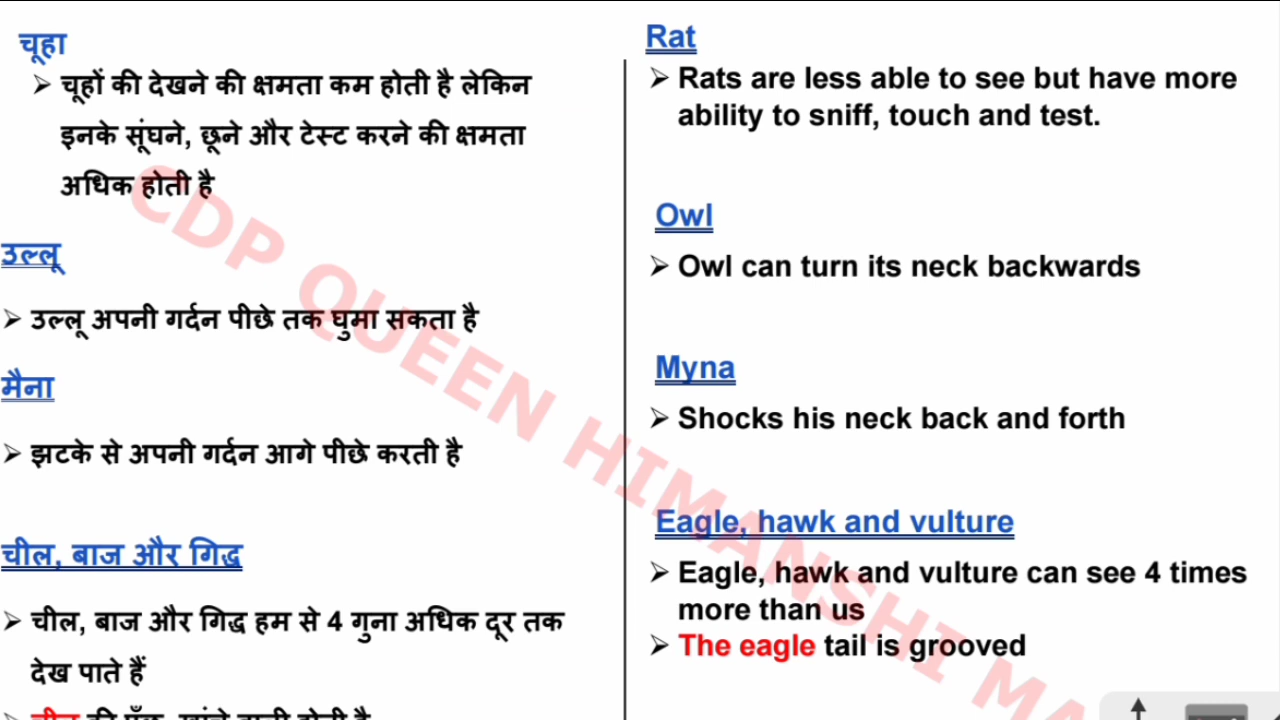 चूहा
➢ चूहों की देखने की क्षमता कम होती है लेकिन
इनके सूंघने, छूने और टेस्ट करने की क्षमता
अधिक होती है
उल्लू
➢ उल्लू अपनी गर्दन पीछे तक घुमा सकता है
मैना
➢ झटके से अपनी गर्दन आगे पीछे करती है
चील, बाज और गिद्ध
➢ चील, बाज और गिद्ध हम से 4 गुना अधिक दूर तक
देख पाते हैं
➢ चील की पूँछ खांचे वाली होती है
Rat
➢ Rats are less able to see but have more
ability to sniff, touch and test.
Owl
➢ Owl can turn its neck backwards
Myna
➢ Shocks his neck back and forth
Eagle, hawk and vulture
➢ Eagle, hawk and vulture can see 4 times
more than us
➢ The eagle tail is grooved
CDP QUEEN HIMANSHI MA